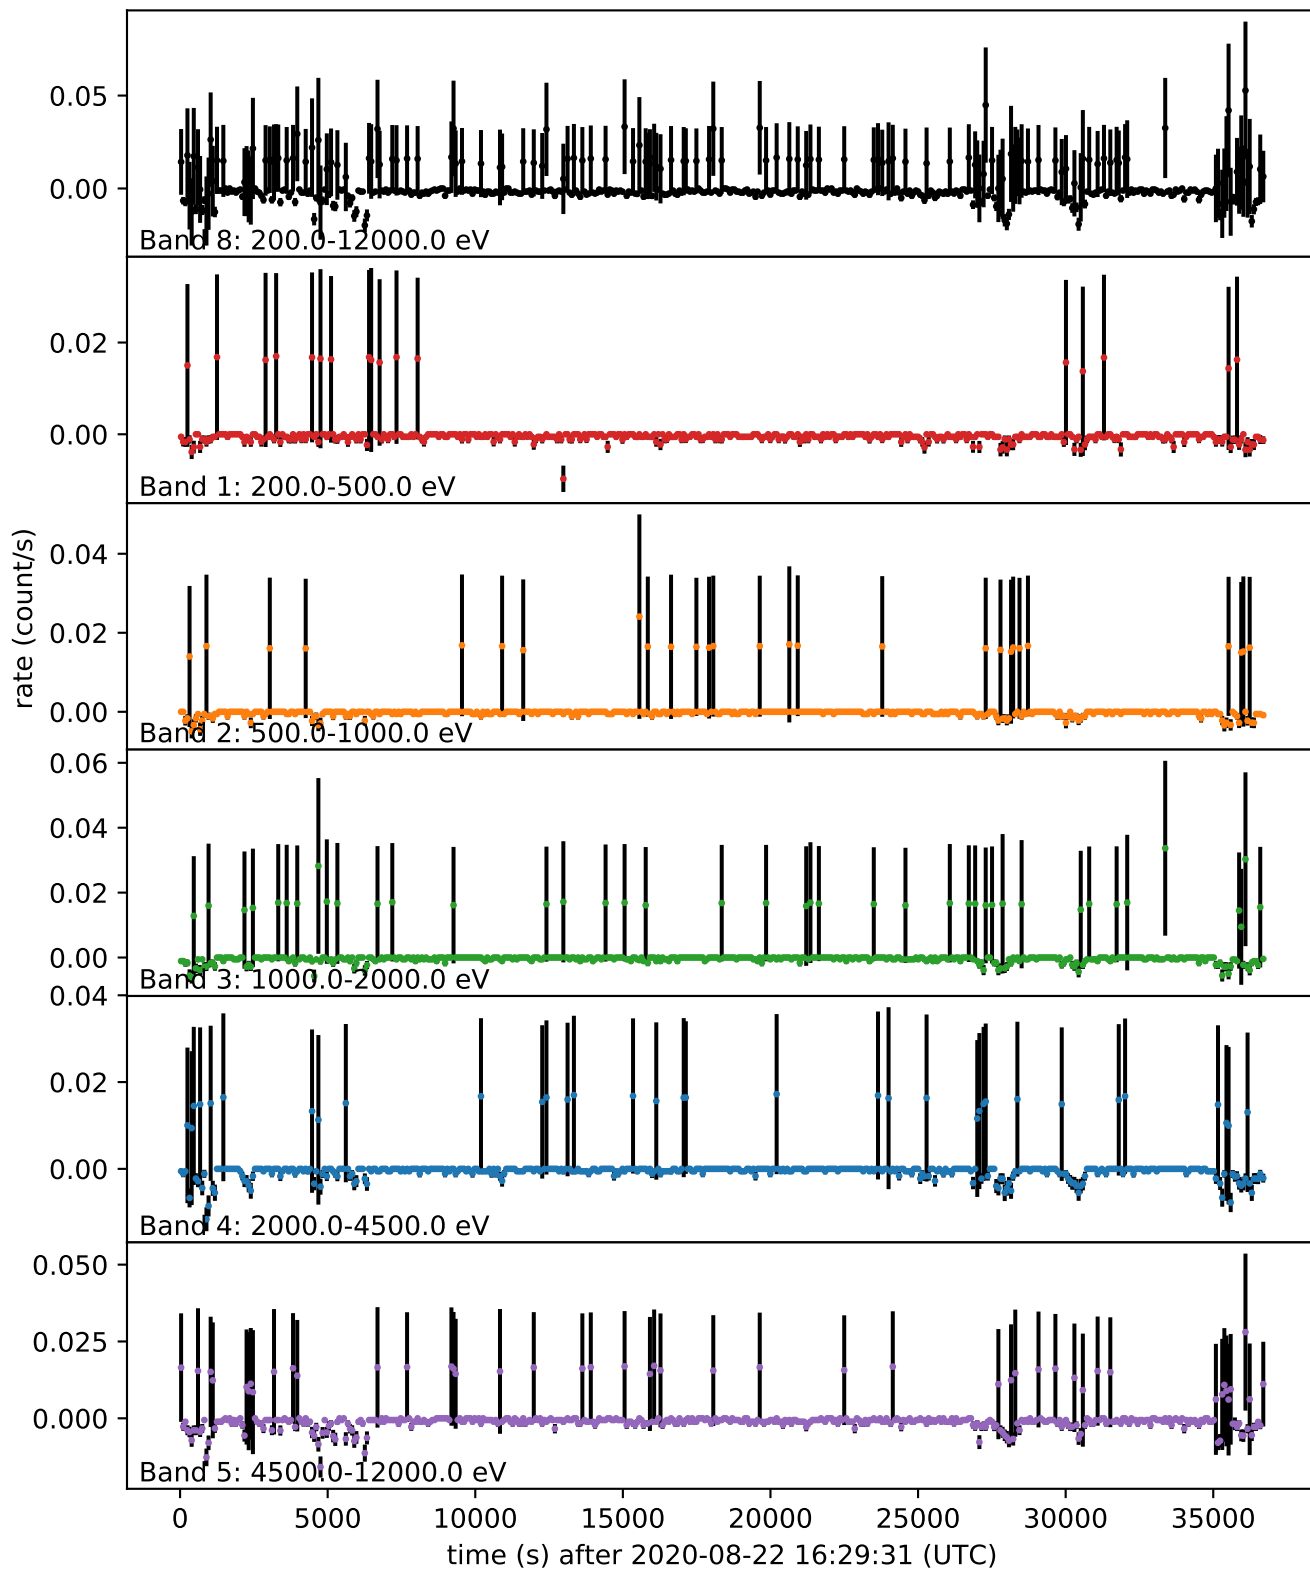 0.05
0.00
Band 8: 200.0-12000.0 eV
0.02
0.00
Band 1: 200.0-500.0 eV
rate (count/s)
0.04
0.02
0.00
Band 2: 500.0-1000.0 eV
0.06
0.04
0.02
0.00
Band 3: 1000.0-2000.0 eV
0.04
0.02
0.00
Band 4: 2000.0-4500.0 eV
0.050
0.025
0.000
Band 5: 4500.0-12000.0 eV
0 5000 10000 15000 20000 25000 30000 35000
time (s) after 2020-08-22 16:29:31 (UTC)